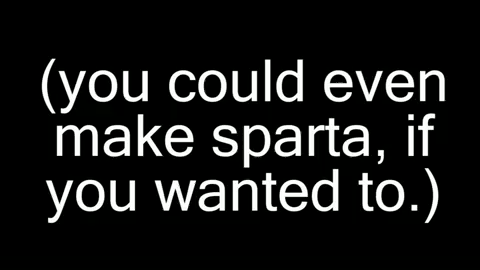 (you could even
make sparta, if
you wanted to.)